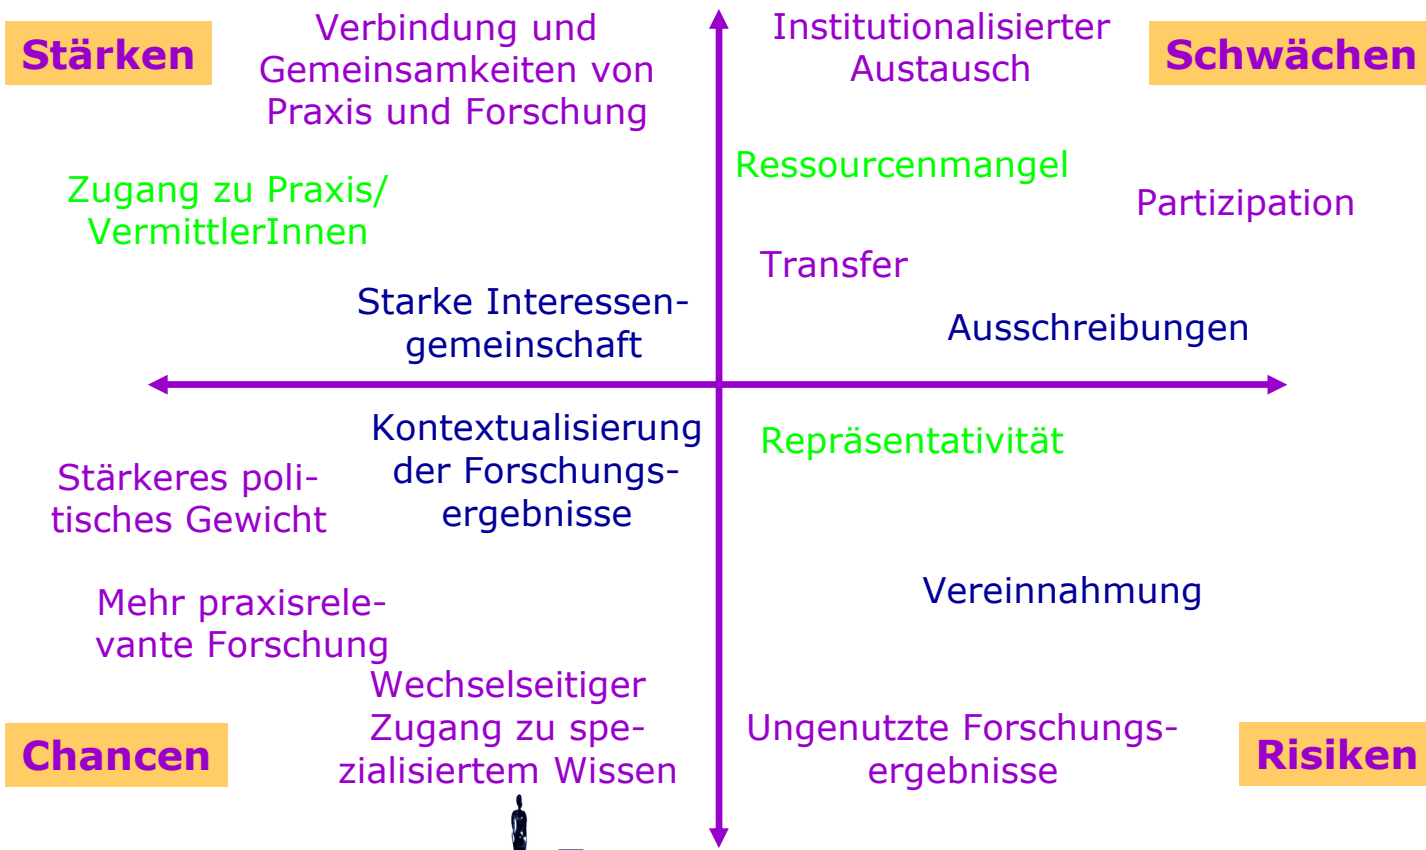 Stärken
Verbindung und
Gemeinsamkeiten von
Praxis und Forschung
Zugang zu Praxis/
VermittlerInnen
Starke Interessen-
gemeinschaft
Institutionalisierter
Austausch
Schwächen
Ressourcenmangel
Partizipation
Transfer
Ausschreibungen
Kontextualisierung
der Forschungs-
ergebnisse
Stärkeres poli-
tisches Gewicht
Mehr praxisrele-
vante Forschung
Wechselseitiger
Zugang zu spe-
zialisiertem Wissen
Chancen
Repräsentativität
Vereinnahmung
Ungenutzte Forschungs-
ergebnisse
Risiken